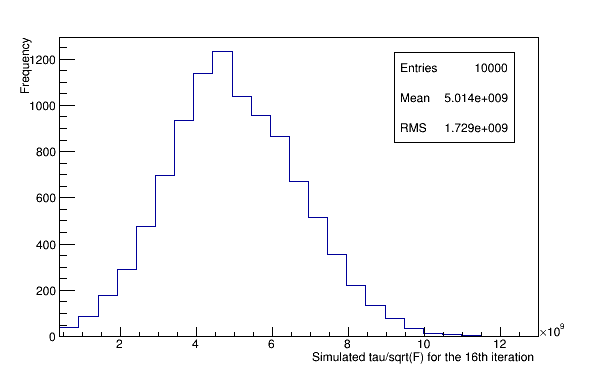 Frequency
1200
1000
800
600
400
200
0
Entries 10000
Mean 5.014e+009
RMS 1.729e+009
2 4 6 8 10 12 ×10⁹
Simulated tau/sqrt(F) for the 16th iteration